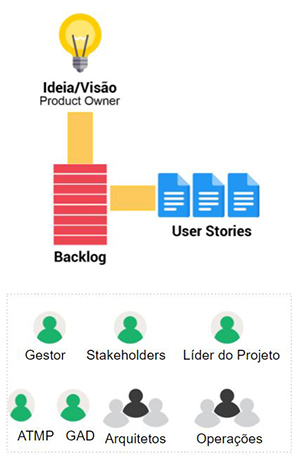 Ideia/Visão
Product Owner
User Stories
Backlog
Gestor Stakeholders Líder do Projeto
ATMP GAD Arquitetos Operações